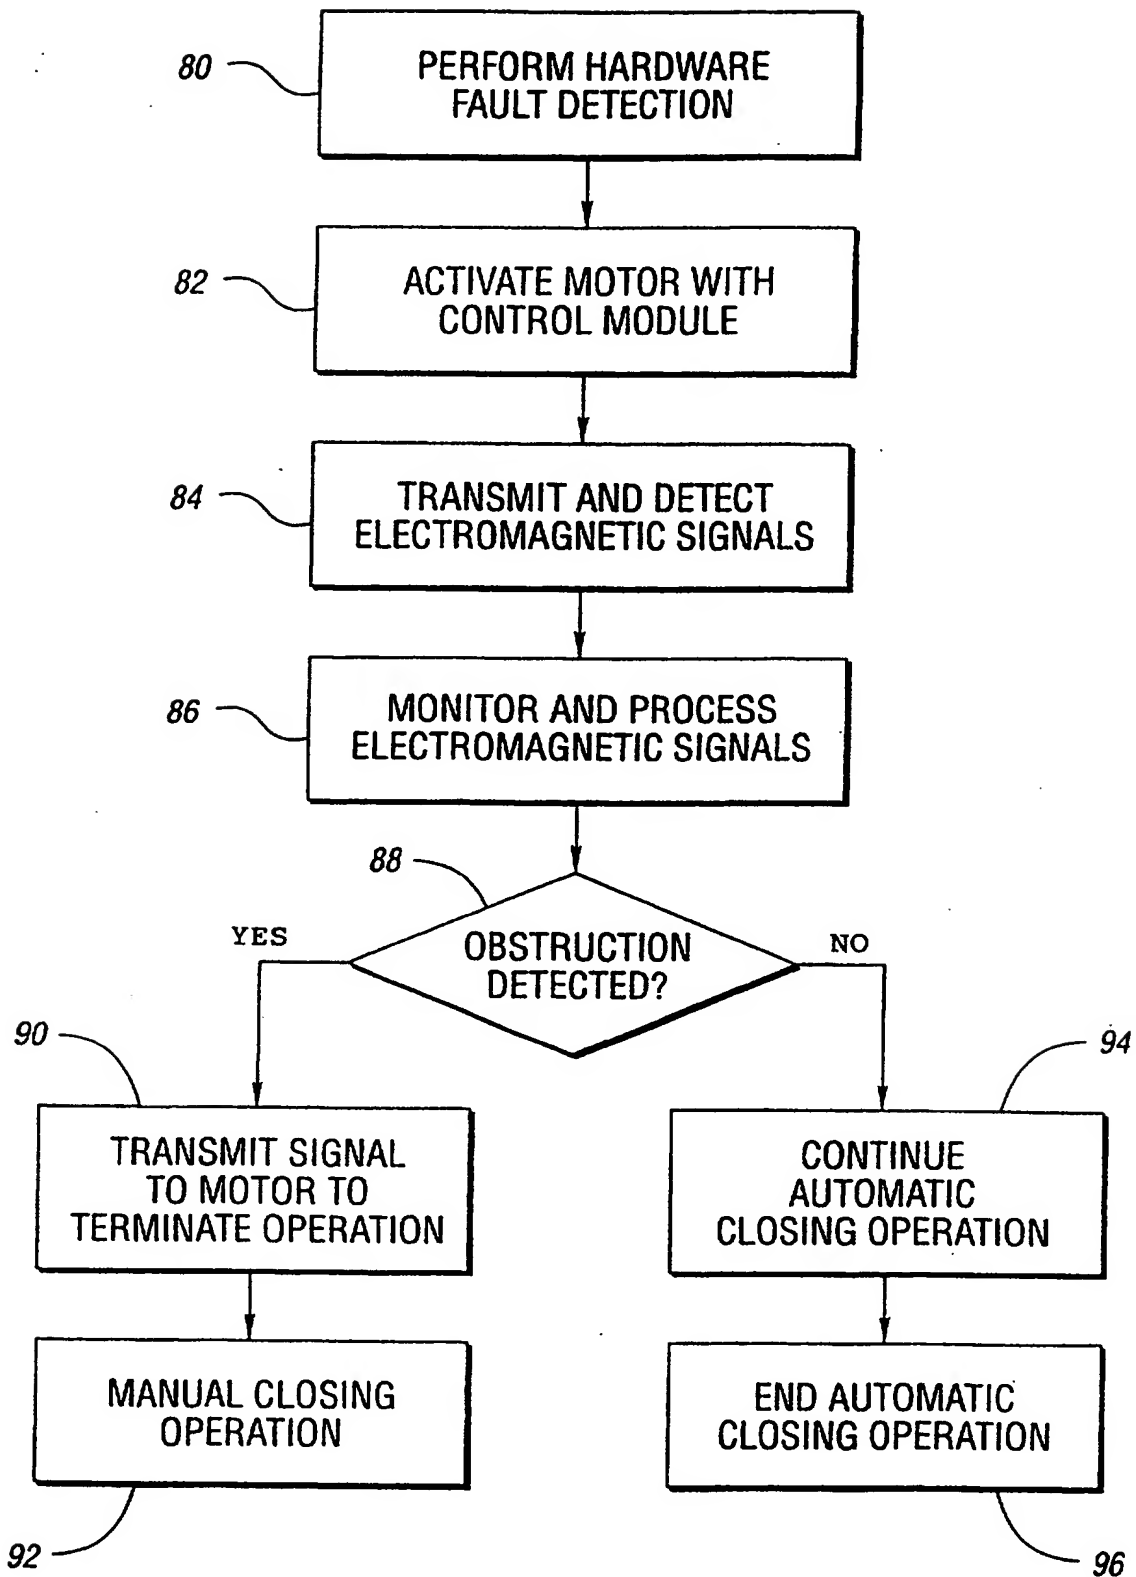 80
PERFORM HARDWARE
FAULT DETECTION
82
ACTIVATE MOTOR WITH
CONTROL MODULE
84
TRANSMIT AND DETECT
ELECTROMAGNETIC SIGNALS
86
MONITOR AND PROCESS
ELECTROMAGNETIC SIGNALS
88
OBSTRUCTION
DETECTED?
YES
NO
90
TRANSMIT SIGNAL
TO MOTOR TO
TERMINATE OPERATION
94
CONTINUE
AUTOMATIC
CLOSING OPERATION
MANUAL CLOSING
OPERATION
92
END AUTOMATIC
CLOSING OPERATION
96